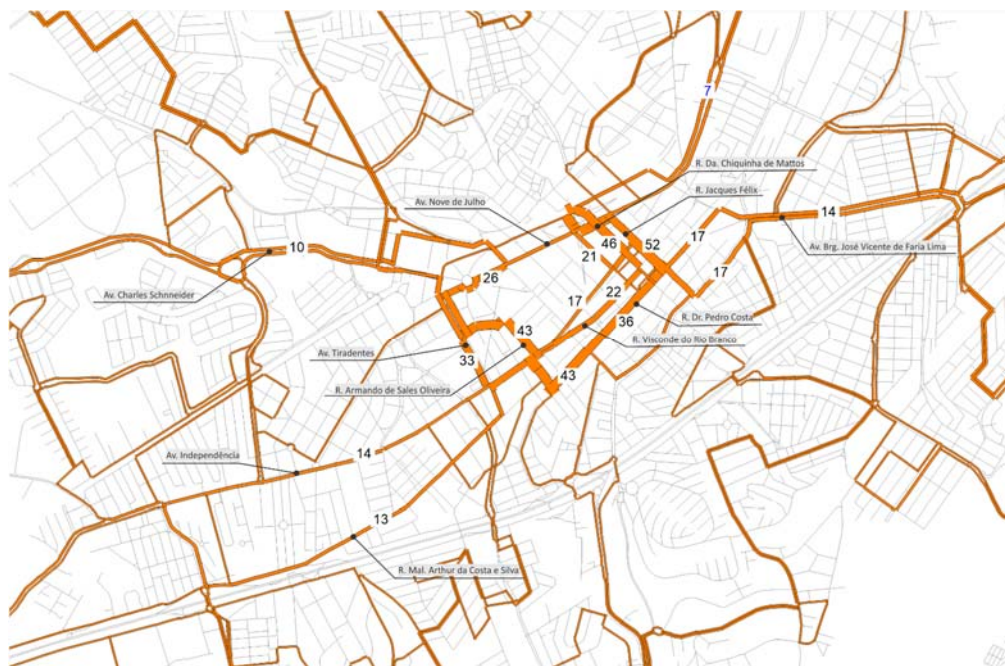 7
R. Da. Chiquinha de Mattos
R. Jacques Félix
Av. Nove de Julho
14
46
52
17
Av. Brg. José Vicente de Faria Lima
10
21
26
17
Av. Charles Schnneider
17
22
R. Dr. Pedro Costa
36
43
R. Visconde do Rio Branco
Av. Tiradentes
33
43
R. Armando de Sales Oliveira
Av. Independência
14
13
R. Mal. Arthur da Costa e Silva